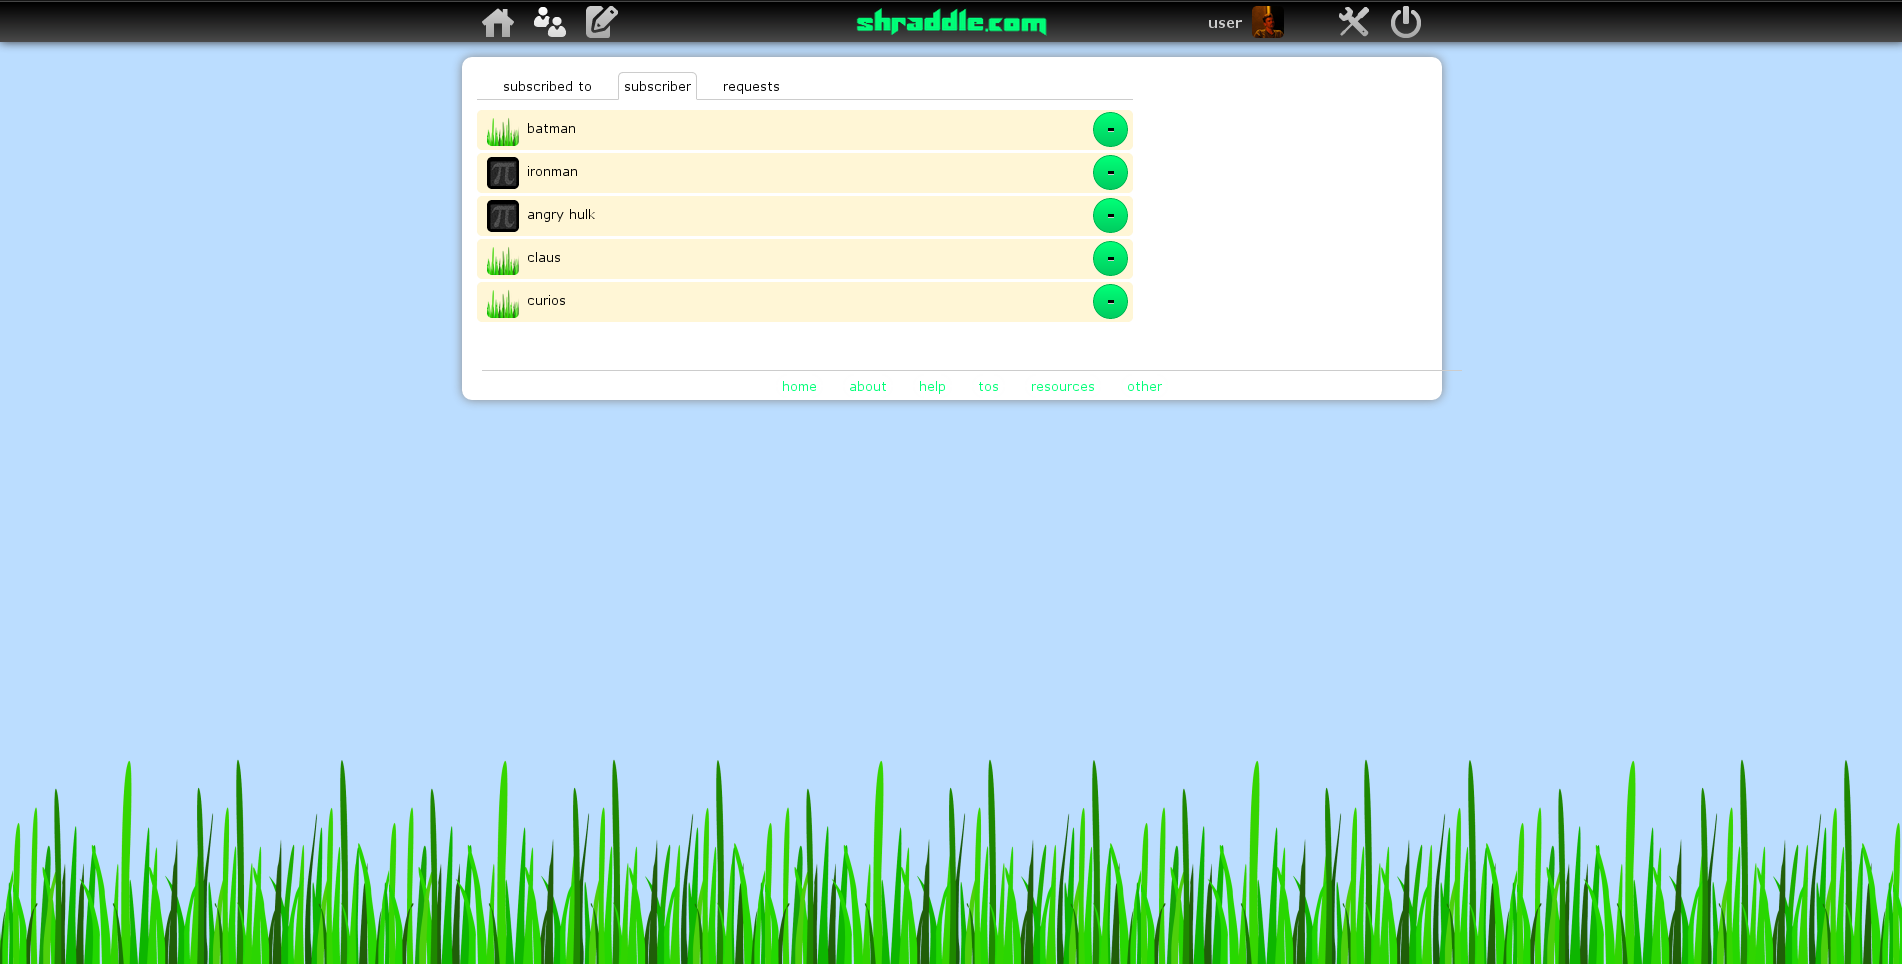 shraddle.com user
subscribed to subscriber requests
batman -
ironman -
angry hulk -
claus -
curios -
home about help tos resources other